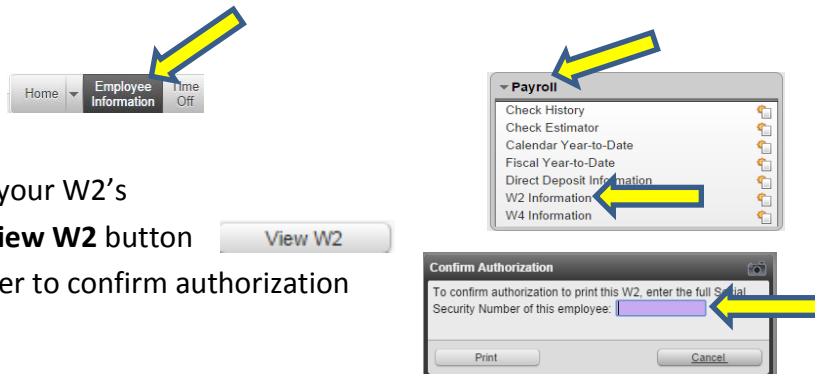 Home
Employee
Information
Time
Off
Payroll
Check History
Check Estimator
Calendar Year-to-Date
Fiscal Year-to-Date
Direct Deposit Information
W2 Information
W4 Information
your W2's
iew W2 button
View W2
er to confirm authorization
Confirm Authorization
To confirm authorization to print this W2, enter the full Social
Security Number of this employee:
Print
Cancel